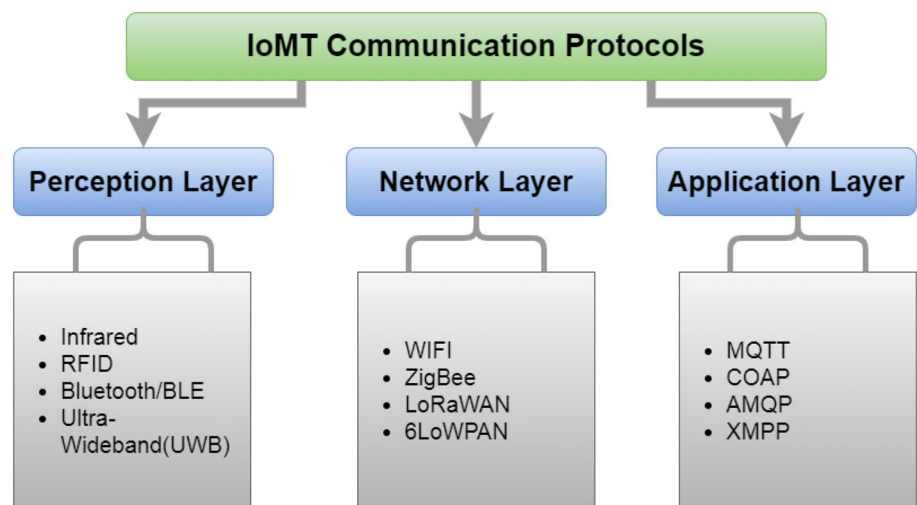 IoMT Communication Protocols
Perception Layer
Network Layer
Application Layer
• Infrared
• RFID
• Bluetooth/BLE
• Ultra-
Wideband(UWB)
• WIFI
• ZigBee
• LoRaWAN
• 6LoWPAN
• MQTT
• COAP
• AMQP
• XMPP